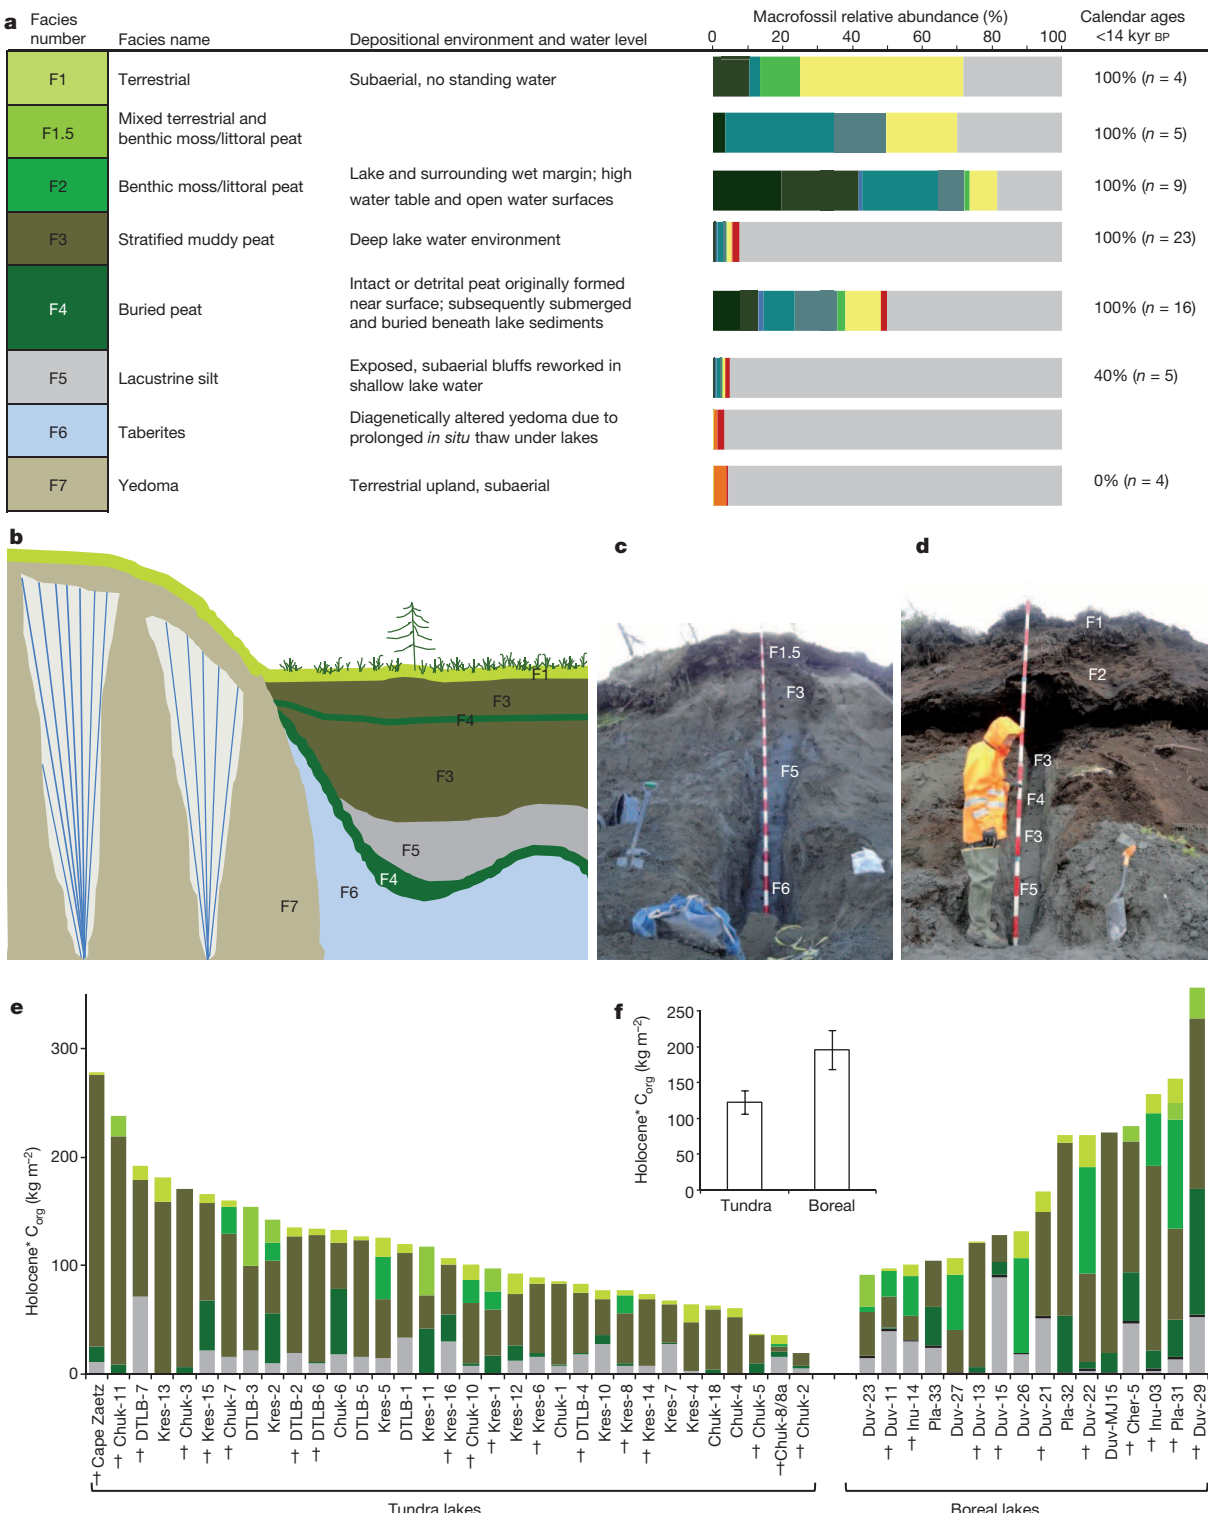 a
Facies number
Facies name
Depositional environment and water level
Macrofossil relative abundance (%)
0 20 40 60 80 100
Calendar ages
<14 kyr BP
F1
Terrestrial
Subaerial, no standing water
100% (n = 4)
F1.5
Mixed terrestrial and
benthic moss/littoral peat
100% (n = 5)
F2
Benthic moss/littoral peat
Lake and surrounding wet margin; high
water table and open water surfaces
100% (n = 9)
F3
Stratified muddy peat
Deep lake water environment
100% (n = 23)
F4
Buried peat
Intact or detrital peat originally formed
near surface; subsequently submerged
and buried beneath lake sediments
100% (n = 16)
F5
Lacustrine silt
Exposed, subaerial bluffs reworked in
shallow lake water
40% (n = 5)
F6
Taberites
Diagenetically altered yedoma due to
prolonged in situ thaw under lakes
F7
Yedoma
Terrestrial upland, subaerial
0% (n = 4)
b
F1
F3
F4
F3
F5
F4
F6
F7
c
F1.5
F3
F5
F6
d
F1
F2
F3
F4
F3
F5
e
Holocene* Corg (kg m–2)
300
200
100
0
† Cape Zaetz
† Chuk-11
† DTLB-7
Kres-13
† Chuk-3
† Kres-15
† Chuk-7
DTLB-3
Kres-2
† DTLB-2
† DTLB-6
Chuk-6
DTLB-5
Kres-5
DTLB-1
Kres-11
† Kres-16
† Chuk-10
† Kres-1
Kres-12
† Kres-6
Chuk-1
† DTLB-4
Kres-10
† Kres-8
† Kres-14
Kres-7
Kres-4
Chuk-18
Chuk-4
† Chuk-5
†Chuk-8/8a
† Chuk-2
Tundra lakes
Duv-23
† Duv-11
† Inu-14
Pla-33
Duv-27
† Duv-13
† Duv-15
Duv-26
† Duv-21
Pla-32
† Duv-22
Duv-MJ15
† Cher-5
† Inu-03
† Pla-31
† Duv-29
Boreal lakes
f
Holocene* Corg (kg m–2)
250
200
150
100
50
0
Tundra
Boreal